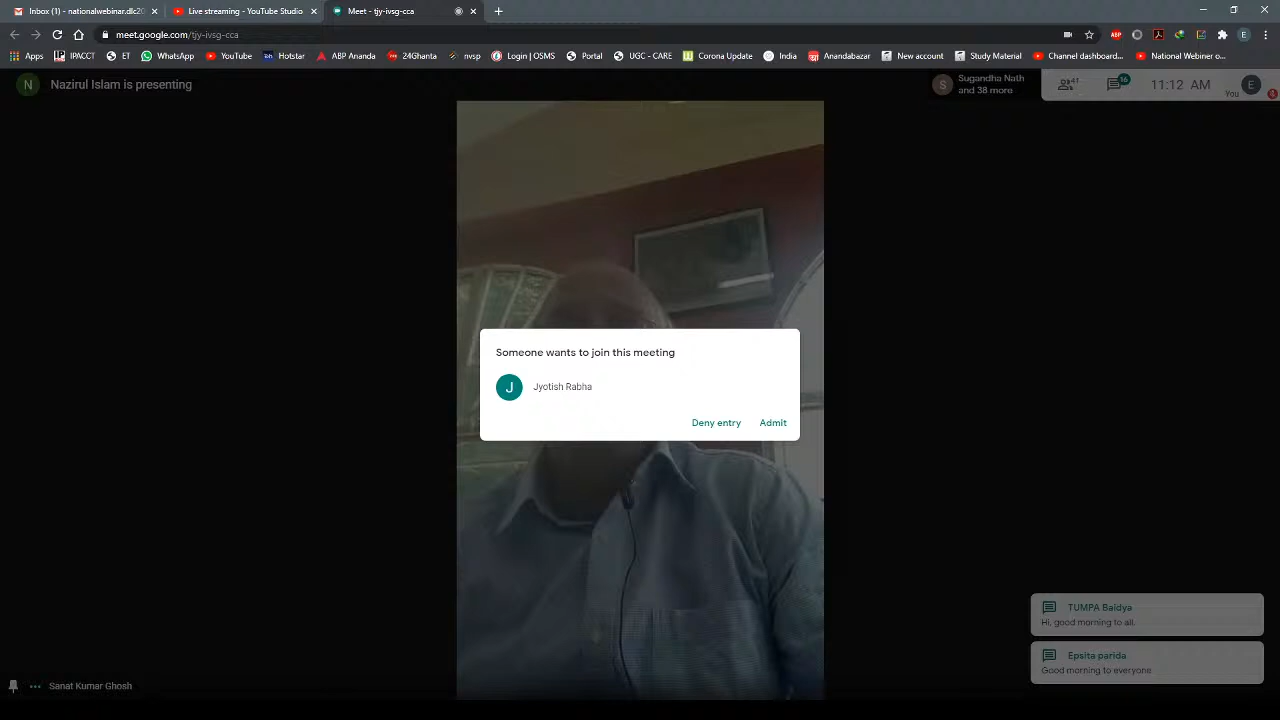 Inbox (1) - nationalwebinar.dlc20
Live streaming - YouTube Studio
Meet - tjy-ivsg-cca
meet.google.com/tjy-ivsg-cca
Apps
IPACCT
ET
WhatsApp
YouTube
Hotstar
ABP Ananda
24Ghanta
nvsp
Login | OSMS
Portal
UGC - CARE
Corona Update
India
Anandabazar
New account
Study Material
Channel dashboard...
National Webiner o...
N
Nazirul Islam is presenting
S
Sugandha Nath
and 38 more
41
16
11:12 AM
You
E
Someone wants to join this meeting
J
Jyotish Rabha
Deny entry
Admit
TUMPA Baidya
Hi, good morning to all.
Epsita parida
Good morning to everyone
Sanat Kumar Ghosh